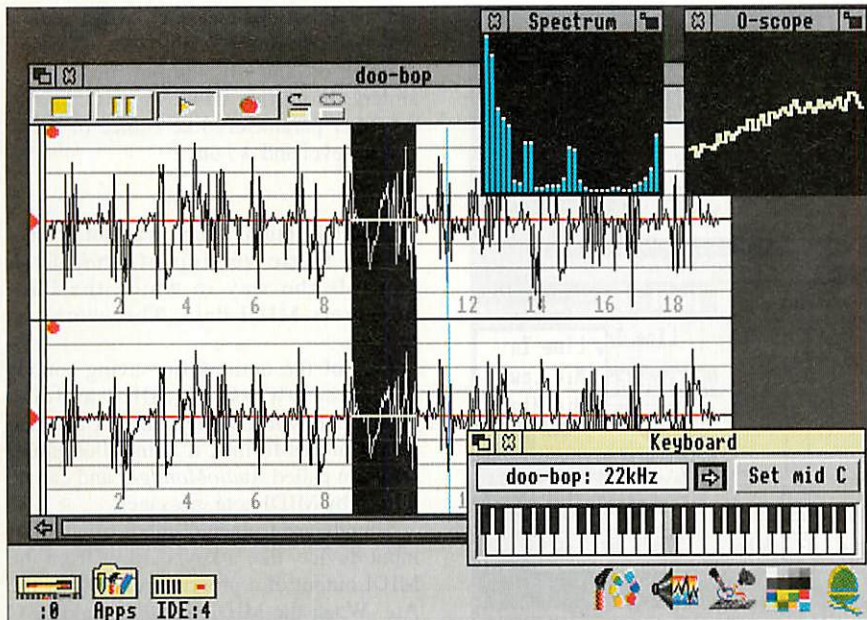 Spectrum
O-scope
doo-bop
2 4 6 8 12 14 16 18
2 4 6 8
Keyboard
doo-bop: 22kHz
Set mid C
:0
Apps
IDE:4